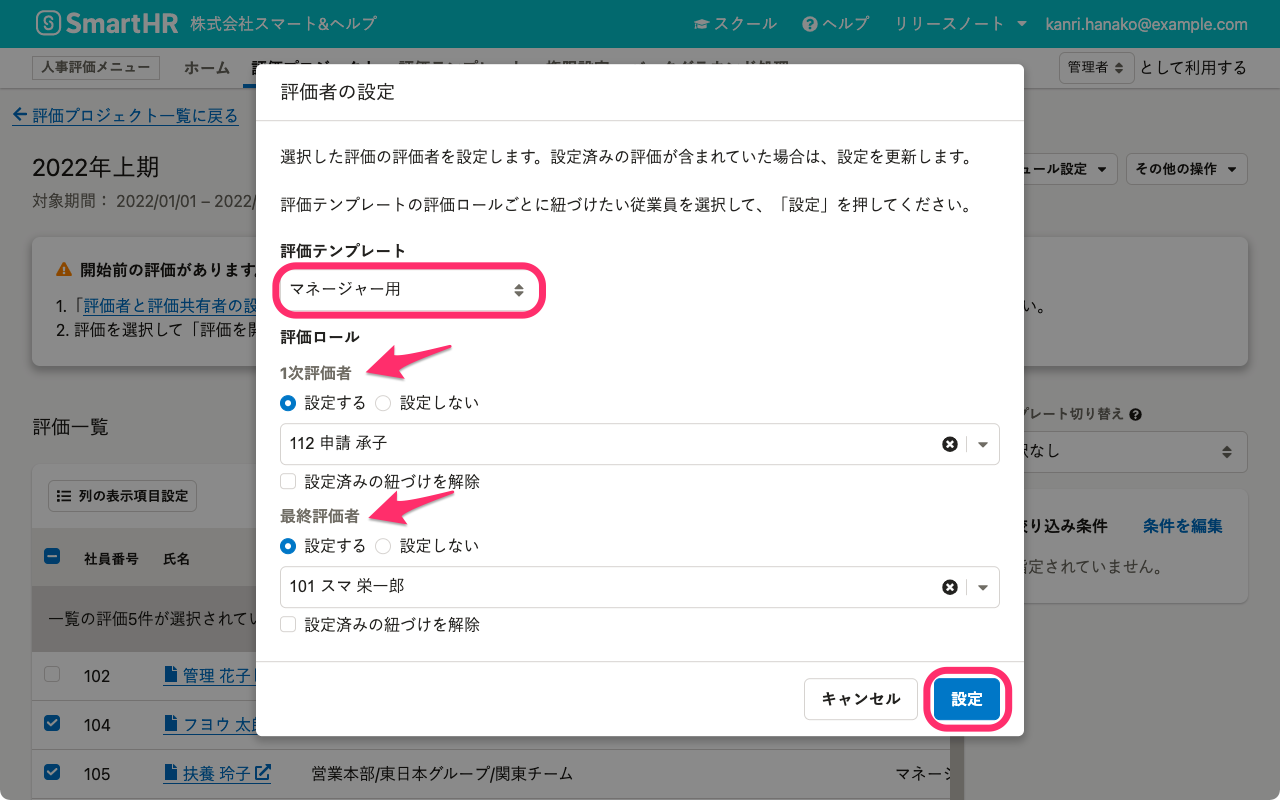 SmartHR 株式会社スマート&ヘルプ スクール ヘルプ リリースノート kanri.hanako@example.com
人事評価メニュー ホーム 管理者 として利用する
評価プロジェクト一覧に戻る
2022年上期
対象期間： 2022/01/01 – 2022/
ュール設定 その他の操作
開始前の評価があります
1.「評価者と評価共有者の設
い。
2. 評価を選択して「評価を開
評価一覧
プレート切り替え
択なし
列の表示項目設定
絞り込み条件 条件を編集
指定されていません。
社員番号 氏名
一覧の評価5件が選択されてい
102 管理 花子
104 フヨウ 太郎
105 扶養 玲子 営業本部/東日本グループ/関東チーム マネージ
評価者の設定
選択した評価の評価者を設定します。設定済みの評価が含まれていた場合は、設定を更新します。
評価テンプレートの評価ロールごとに紐づけたい従業員を選択して、「設定」を押してください。
評価テンプレート
マネージャー用
評価ロール
1次評価者
設定する 設定しない
112 申請 承子
設定済みの紐づけを解除
最終評価者
設定する 設定しない
101 スマ 栄一郎
設定済みの紐づけを解除
キャンセル 設定